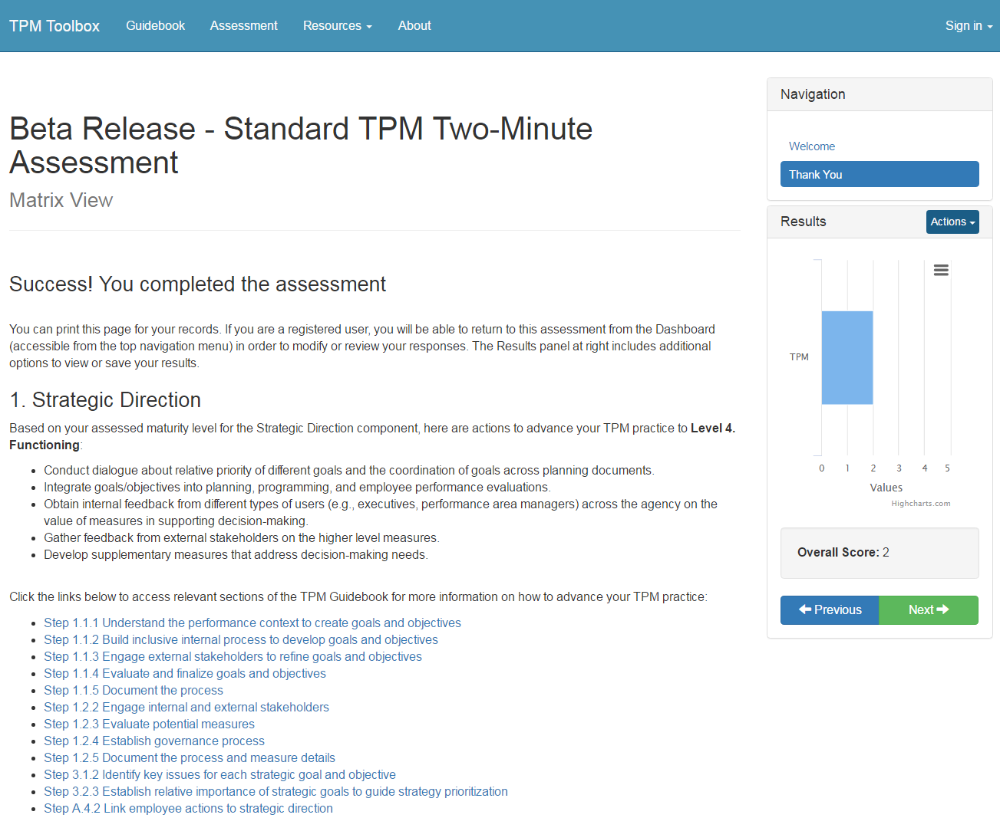 TPM Toolbox Guidebook Assessment Resources About Sign in
Beta Release - Standard TPM Two-Minute
Assessment
Matrix View
Success! You completed the assessment
You can print this page for your records. If you are a registered user, you will be able to return to this assessment from the Dashboard
(accessible from the top navigation menu) in order to modify or review your responses. The Results panel at right includes additional
options to view or save your results.
1. Strategic Direction
Based on your assessed maturity level for the Strategic Direction component, here are actions to advance your TPM practice to Level 4.
Functioning:
• Conduct dialogue about relative priority of different goals and the coordination of goals across planning documents.
• Integrate goals/objectives into planning, programming, and employee performance evaluations.
• Obtain internal feedback from different types of users (e.g., executives, performance area managers) across the agency on the
value of measures in supporting decision-making.
• Gather feedback from external stakeholders on the higher level measures.
• Develop supplementary measures that address decision-making needs.
Click the links below to access relevant sections of the TPM Guidebook for more information on how to advance your TPM practice:
• Step 1.1.1 Understand the performance context to create goals and objectives
• Step 1.1.2 Build inclusive internal process to develop goals and objectives
• Step 1.1.3 Engage external stakeholders to refine goals and objectives
• Step 1.1.4 Evaluate and finalize goals and objectives
• Step 1.1.5 Document the process
• Step 1.2.2 Engage internal and external stakeholders
• Step 1.2.3 Evaluate potential measures
• Step 1.2.4 Establish governance process
• Step 1.2.5 Document the process and measure details
• Step 3.1.2 Identify key issues for each strategic goal and objective
• Step 3.2.3 Establish relative importance of strategic goals to guide strategy prioritization
• Step A.4.2 Link employee actions to strategic direction
Navigation
Welcome
Thank You
Results Actions
TPM
0 1 2 3 4 5
Values
Highcharts.com
Overall Score: 2
Previous Next